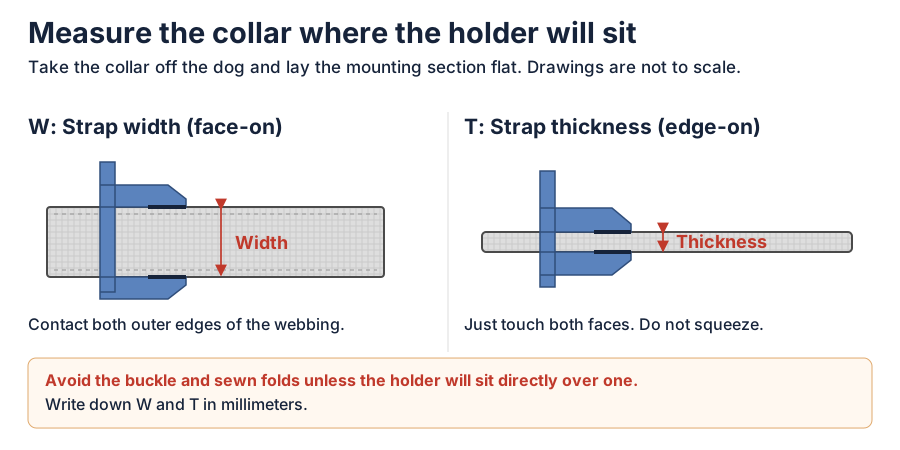 Measure the collar where the holder will sit
Take the collar off the dog and lay the mounting section flat. Drawings are not to scale.
W: Strap width (face-on)
Width
Contact both outer edges of the webbing.
T: Strap thickness (edge-on)
Thickness
Just touch both faces. Do not squeeze.
Avoid the buckle and sewn folds unless the holder will sit directly over one.
Write down W and T in millimeters.